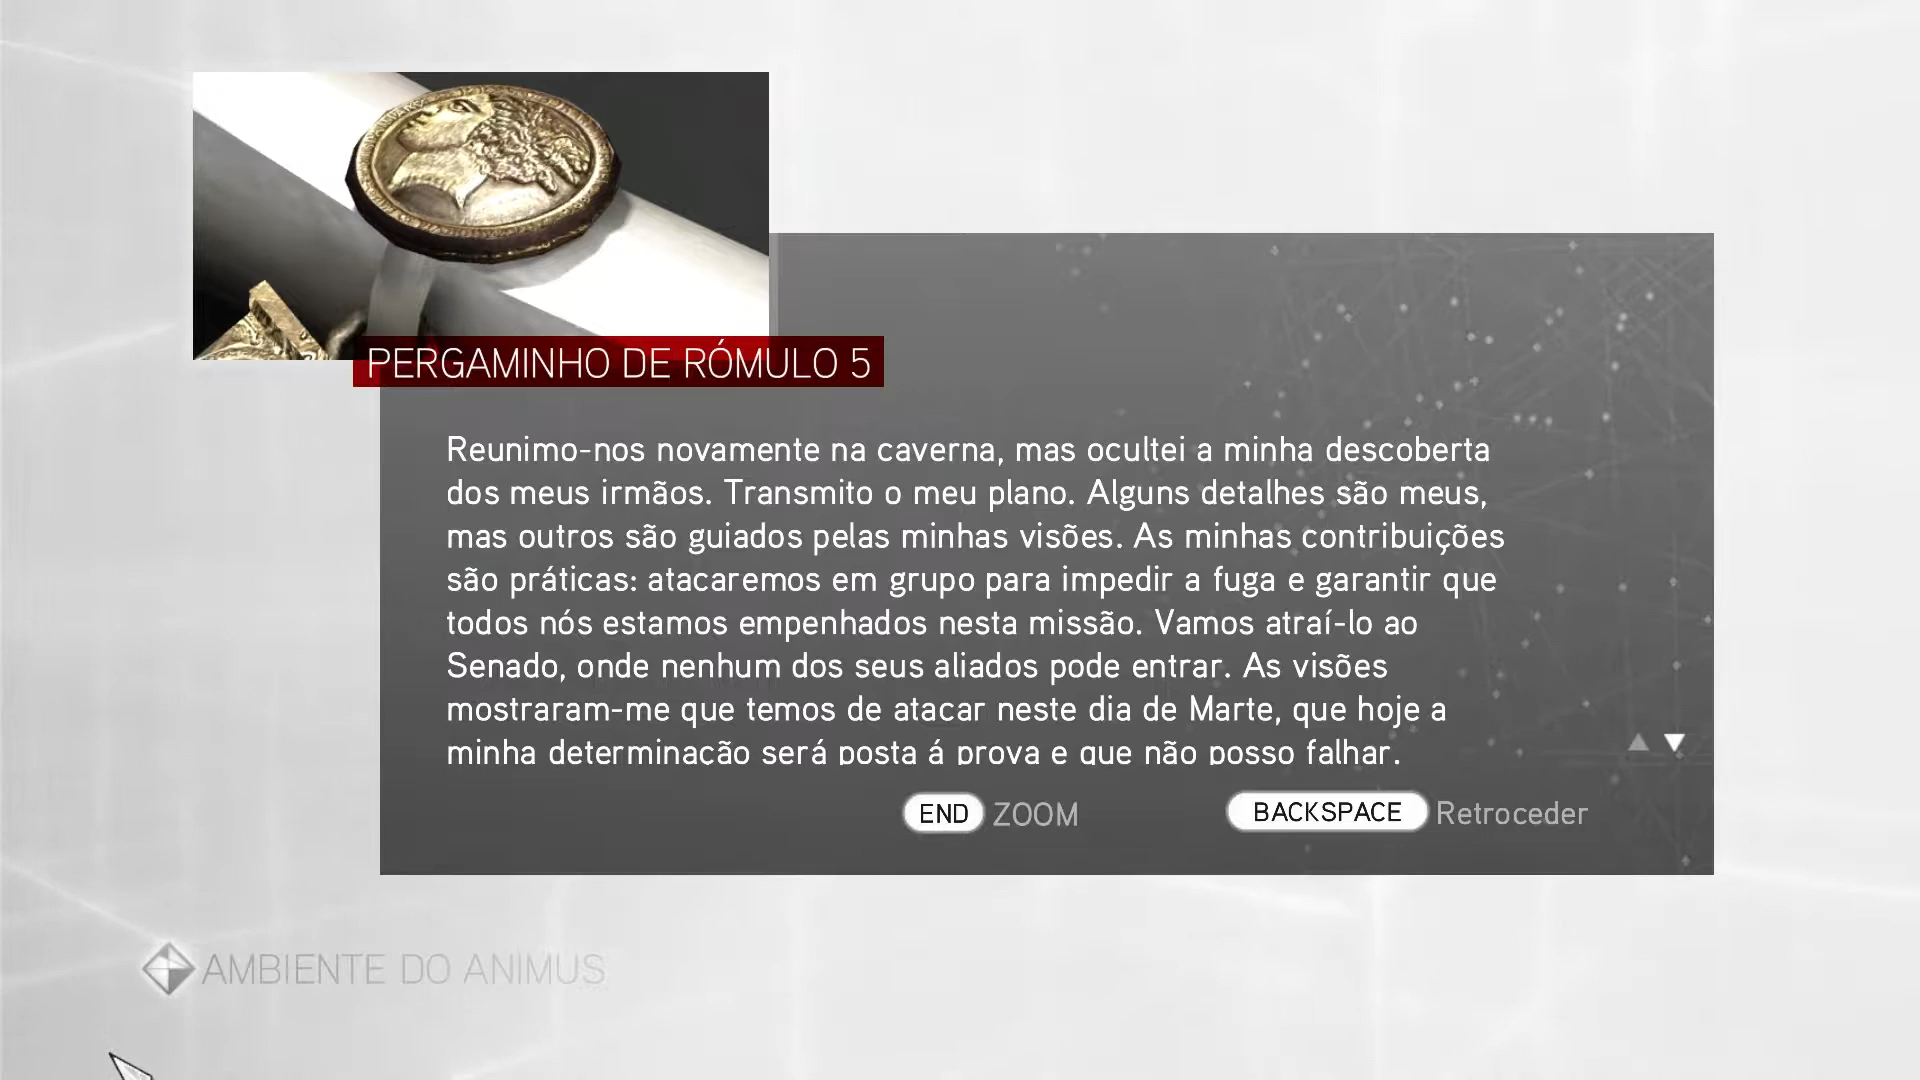 PERGAMINHO DE RÓMULO 5
Reunimo-nos novamente na caverna, mas ocultei a minha descoberta
dos meus irmãos. Transmito o meu plano. Alguns detalhes são meus,
mas outros são guiados pelas minhas visões. As minhas contribuições
são práticas: atacaremos em grupo para impedir a fuga e garantir que
todos nós estamos empenhados nesta missão. Vamos atraí-lo ao
Senado, onde nenhum dos seus aliados pode entrar. As visões
mostraram-me que temos de atacar neste dia de Marte, que hoje a
minha determinação será posta á prova e que não posso falhar.
END ZOOM
BACKSPACE Retroceder
AMBIENTE DO ANIMUS